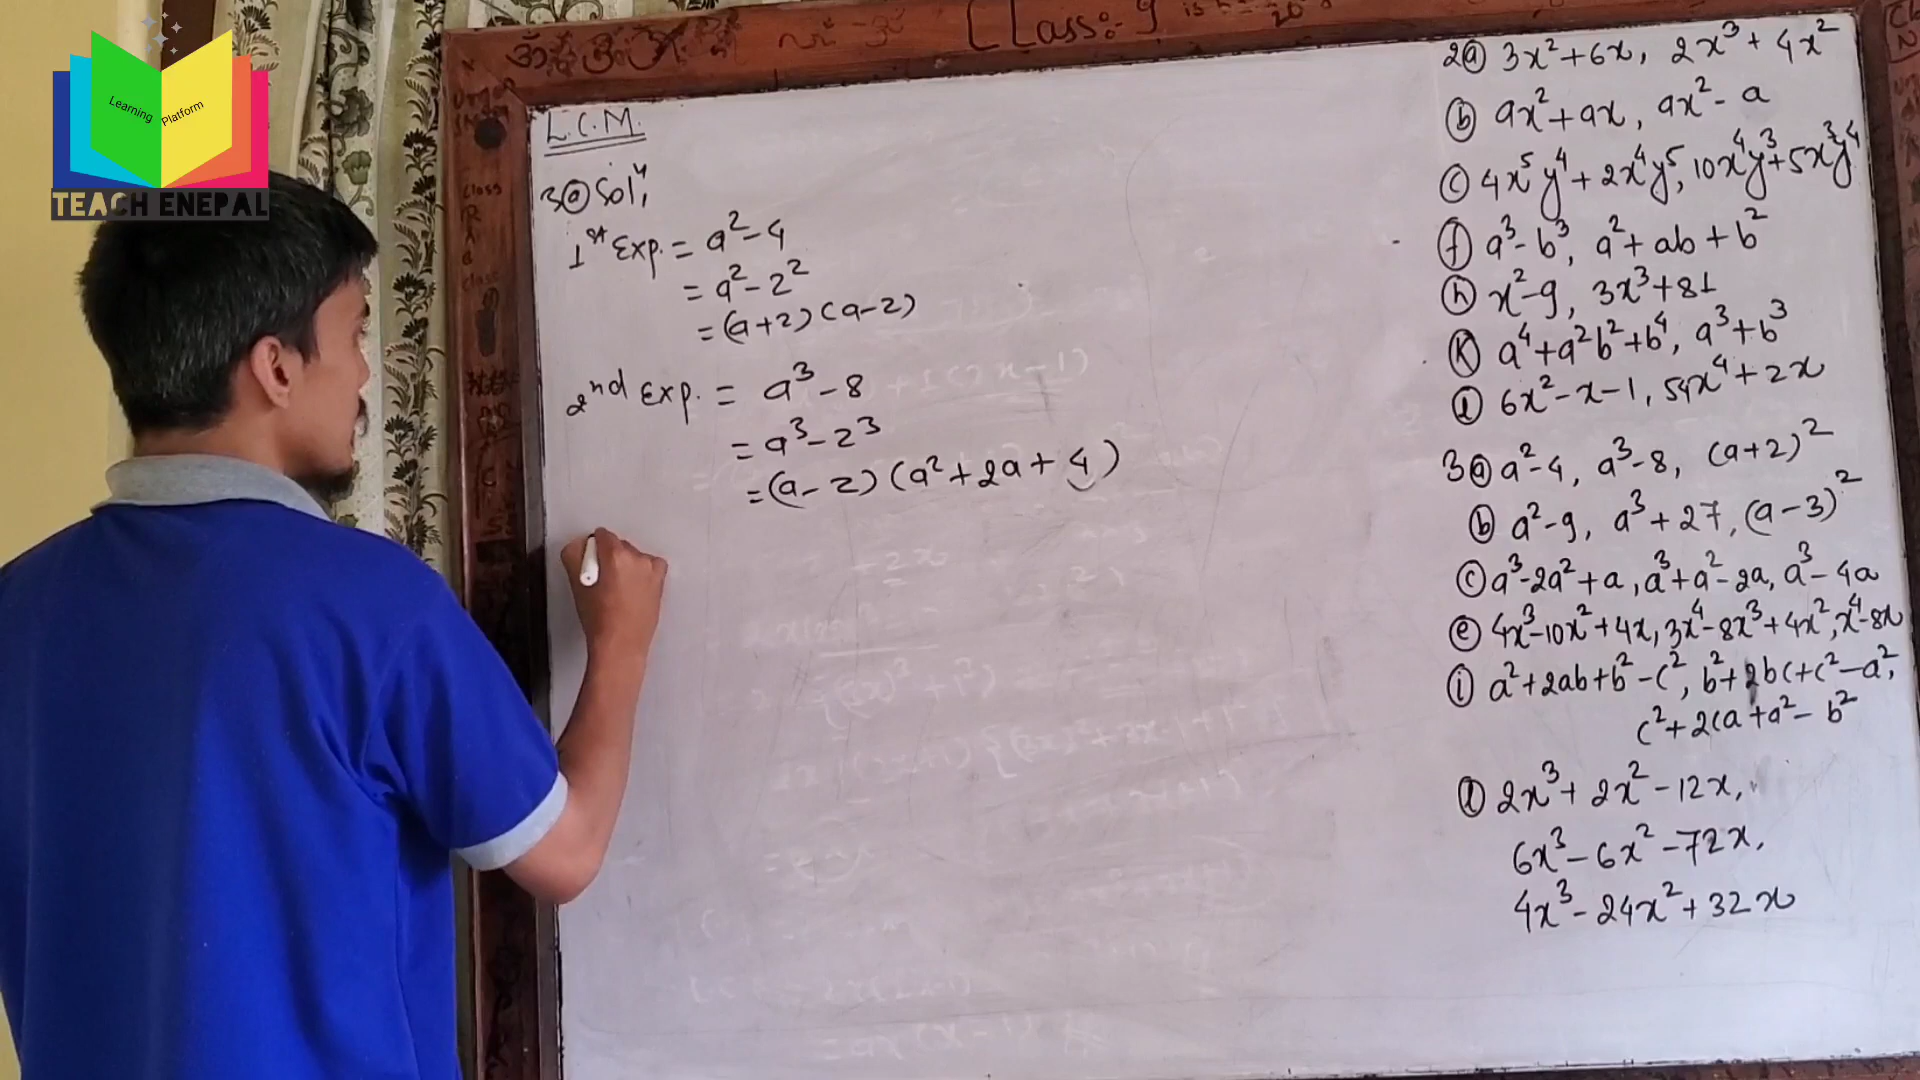 Learning Platform
TEACH ENEPAL
[Class:- 9
L.C.M.
3ⓐ Solⁿ,
1st Exp. = a² - 4
= a² - 2²
= (a+2)(a-2)
2nd Exp. = a³ - 8
= a³ - 2³
= (a-2)(a² + 2a + 4)
2ⓐ 3x² + 6x, 2x³ + 4x²
ⓑ ax² + ax, ax² - a
ⓒ 4x⁵y⁴ + 2x⁴y⁵, 10x⁴y³ + 5x³y⁴
ⓕ a³ - b³, a² + ab + b²
ⓗ x² - 9, 3x³ + 81
ⓚ a⁴ + a²b² + b⁴, a³ + b³
ⓛ 6x² - x - 1, 54x⁴ + 2x
3ⓐ a² - 4, a³ - 8, (a+2)²
ⓑ a² - 9, a³ + 27, (a-3)²
ⓒ a³ - 2a² + a, a³ + a² - 2a, a³ - 4a
ⓔ 4x³ - 10x² + 4x, 3x⁴ - 8x³ + 4x², x⁴ - 8x
ⓘ a² + 2ab + b² - c², b² + 2bc + c² - a²,
c² + 2ca + a² - b²
ⓛ 2x³ + 2x² - 12x,
6x³ - 6x² - 72x,
4x³ - 24x² + 32x